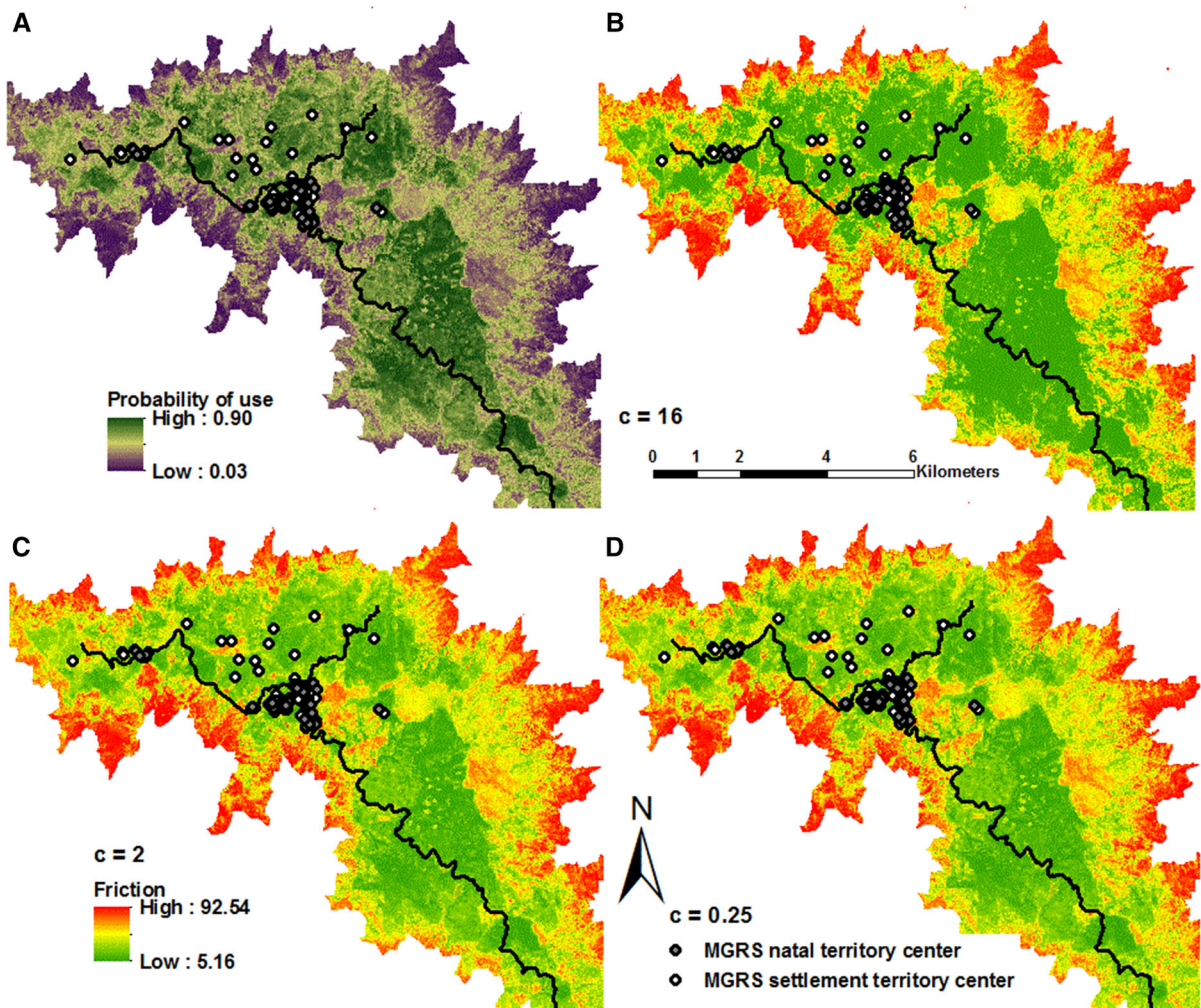 A
B
Probability of use
High : 0.90
Low : 0.03
c = 16
0 1 2 4 6
Kilometers
C
D
c = 2
Friction
High : 92.54
Low : 5.16
N
c = 0.25
MGRS natal territory center
MGRS settlement territory center